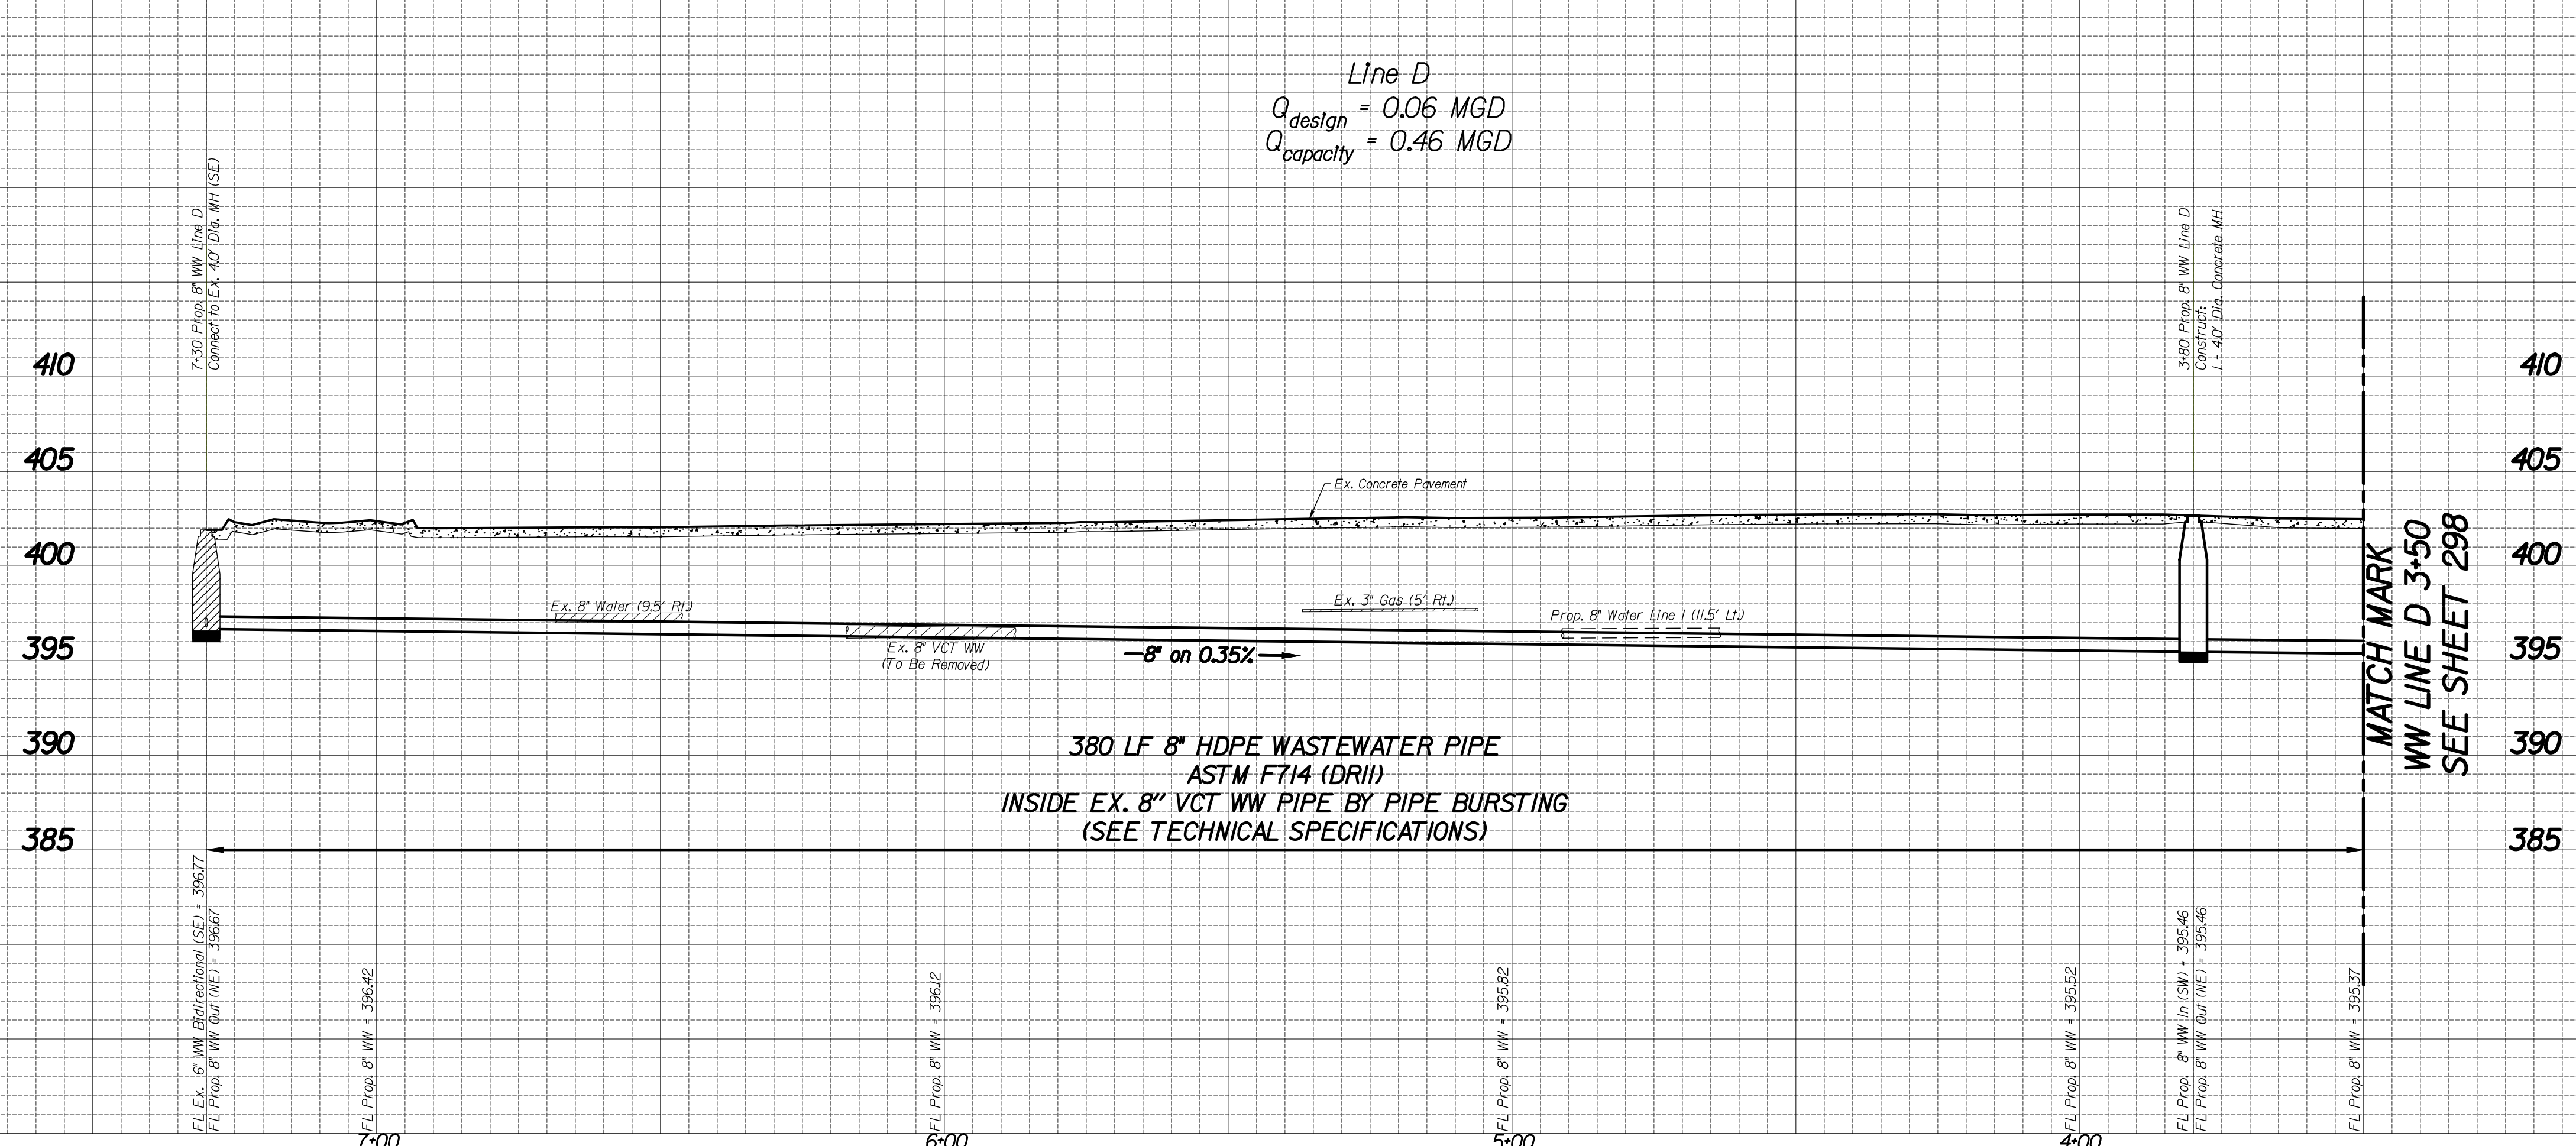 Line D
Qdesign = 0.06 MGD
Qcapacity = 0.46 MGD
7+30 Prop. 8" WW Line D
Connect to Ex. 4.0' Dia. MH (SE)
3+80 Prop. 8" WW Line D
Construct:
1 - 4.0' Dia. Concrete MH
410
410
405
405
400
400
395
395
390
390
385
385
Ex. Concrete Pavement
Ex. 8" Water (9.5' Rt.)
Ex. 3" Gas (5' Rt.)
Prop. 8" Water Line I (11.5' Lt.)
Ex. 8" VCT WW
(To Be Removed)
8" on 0.35%
MATCH MARK
WW LINE D 3+50
SEE SHEET 298
380 LF 8" HDPE WASTEWATER PIPE
ASTM F714 (DR11)
INSIDE EX. 8" VCT WW PIPE BY PIPE BURSTING
(SEE TECHNICAL SPECIFICATIONS)
FL Ex. 6" WW Bidirectional (SE) = 396.77
FL Prop. 8" WW Out (NE) = 396.67
FL Prop. 8" WW = 396.42
FL Prop. 8" WW = 396.12
FL Prop. 8" WW = 395.82
FL Prop. 8" WW = 395.52
FL Prop. 8" WW In (SW) = 395.46
FL Prop. 8" WW Out (NE) = 395.46
FL Prop. 8" WW = 395.37
7+00
6+00
5+00
4+00